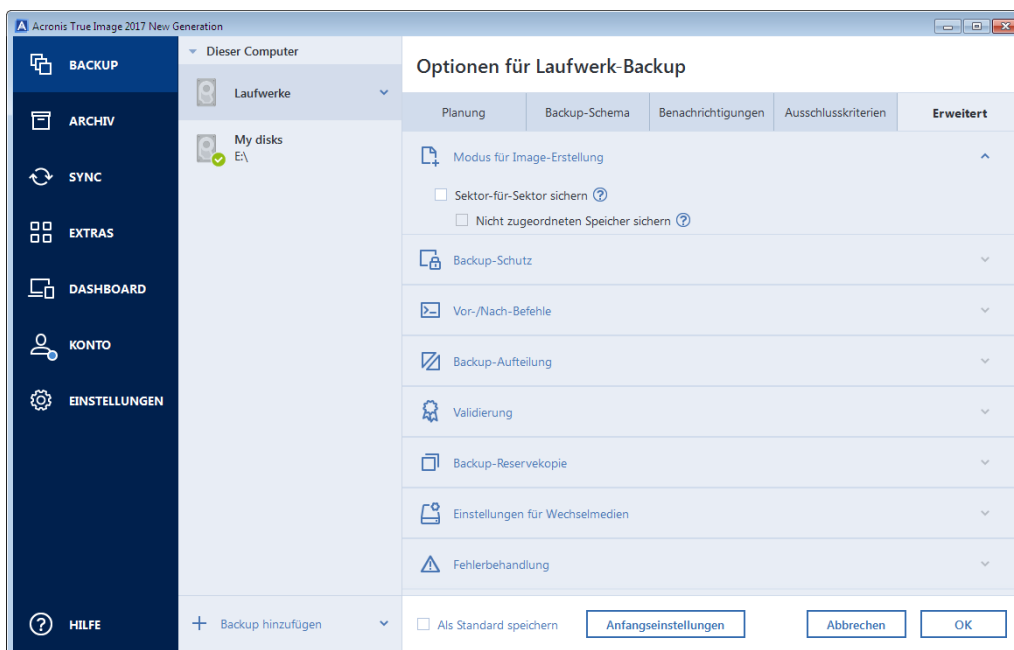 Acronis True Image 2017 New Generation
BACKUP
ARCHIV
SYNC
EXTRAS
DASHBOARD
KONTO
EINSTELLUNGEN
HILFE
Dieser Computer
Laufwerke
My disks
E:\
Backup hinzufügen
Optionen für Laufwerk-Backup
Planung
Backup-Schema
Benachrichtigungen
Ausschlusskriterien
Erweitert
Modus für Image-Erstellung
Sektor-für-Sektor sichern ?
Nicht zugeordneten Speicher sichern ?
Backup-Schutz
Vor-/Nach-Befehle
Backup-Aufteilung
Validierung
Backup-Reservekopie
Einstellungen für Wechselmedien
Fehlerbehandlung
Als Standard speichern
Anfangseinstellungen
Abbrechen
OK